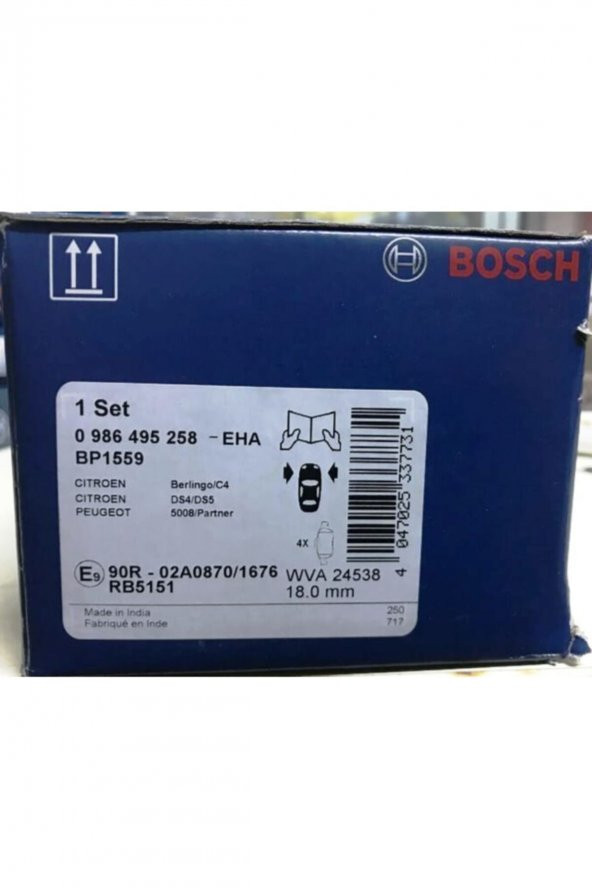 BOSCH
1 Set
0 986 495 258 - EHA
BP1559
CITROEN Berlingo/C4
CITROEN DS4/DS5
PEUGEOT 5008/Partner
4X
4 047025 337731
E9 90R - 02A0870/1676
RB5151
WVA 24538
18.0 mm
Made in India
Fabriqué en Inde
250
717